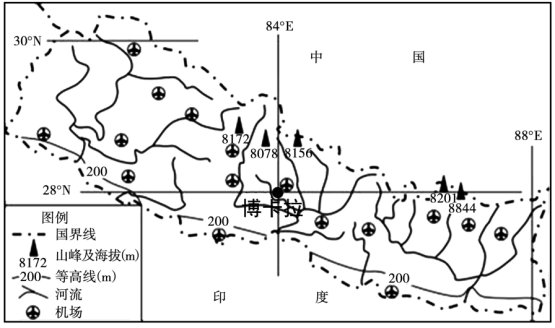 84°E
30°N
中 国
8172
8078
8156
88°E
200
28°N
博卡拉
8201
8844
200
200
印 度
图例
国界线
山峰及海拔(m)
8172
200 等高线(m)
河流
机场